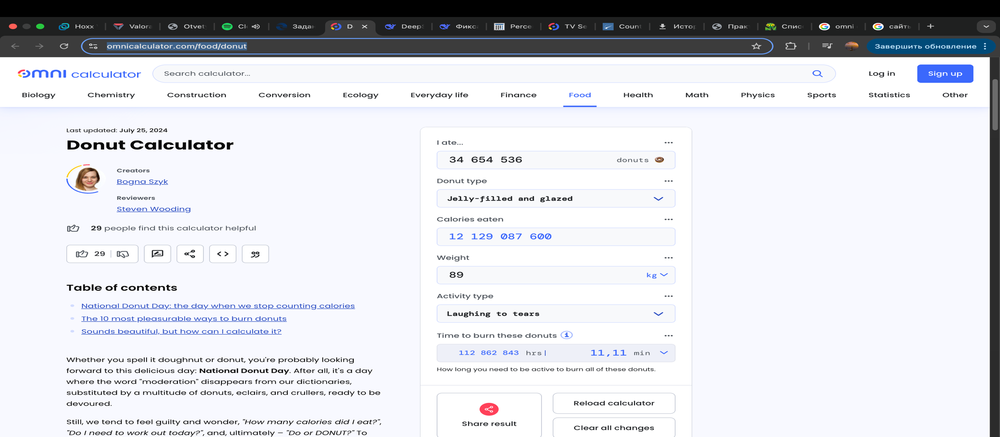 Hoxx
Valora
Otvet
Cl
Задан
D
DeepS
Фикса
Perce
TV Se
Count
Истор
Прак
Списо
omni
сайть
omnicalculator.com/food/donut
Завершить обновление
omni calculator
Search calculator...
Log in
Sign up
Biology
Chemistry
Construction
Conversion
Ecology
Everyday life
Finance
Food
Health
Math
Physics
Sports
Statistics
Other
Last updated: July 25, 2024
Donut Calculator
Creators
Bogna Szyk
Reviewers
Steven Wooding
29 people find this calculator helpful
29
Table of contents
National Donut Day: the day when we stop counting calories
The 10 most pleasurable ways to burn donuts
Sounds beautiful, but how can I calculate it?
Whether you spell it doughnut or donut, you're probably looking
forward to this delicious day: National Donut Day. After all, it's a day
where the word "moderation" disappears from our dictionaries,
substituted by a multitude of donuts, eclairs, and crullers, ready to be
devoured.
Still, we tend to feel guilty and wonder, "How many calories did I eat?",
"Do I need to work out today?", and, ultimately – "Do or DONUT?" To
I ate...
34 654 536 donuts
Donut type
Jelly-filled and glazed
Calories eaten
12 129 087 600
Weight
89 kg
Activity type
Laughing to tears
Time to burn these donuts
112 862 843 hrs 11,11 min
How long you need to be active to burn all of these donuts.
Share result
Reload calculator
Clear all changes